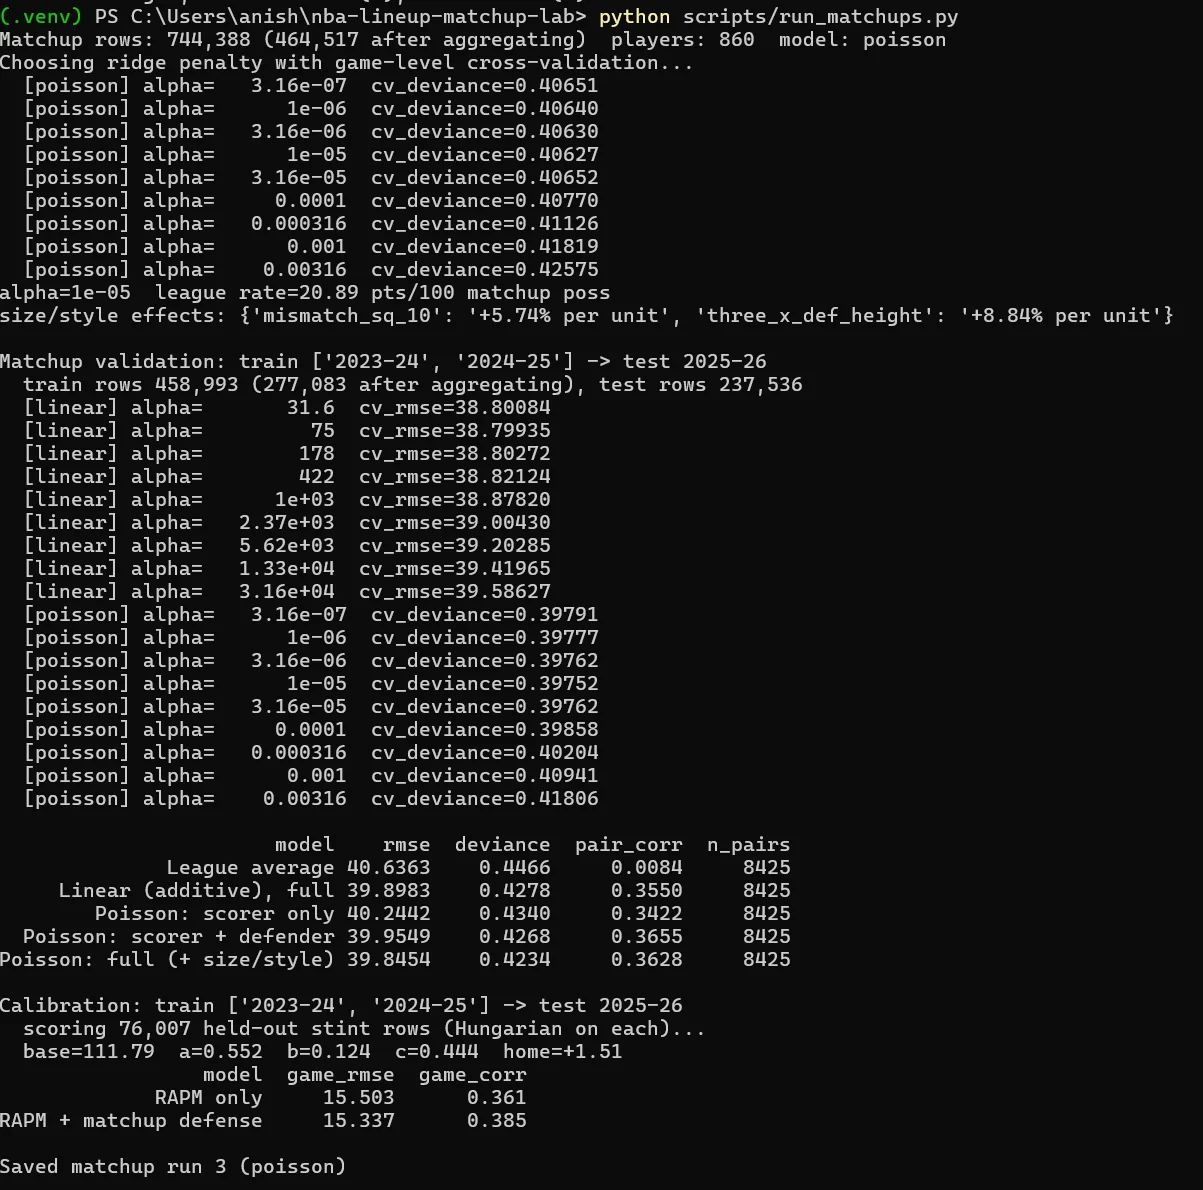 (.venv) PS C:\Users\anish\nba-lineup-matchup-lab> python scripts/run_matchups.py
Matchup rows: 744,388 (464,517 after aggregating)  players: 860  model: poisson
Choosing ridge penalty with game-level cross-validation...
  [poisson] alpha=   3.16e-07  cv_deviance=0.40651
  [poisson] alpha=      1e-06  cv_deviance=0.40640
  [poisson] alpha=   3.16e-06  cv_deviance=0.40630
  [poisson] alpha=      1e-05  cv_deviance=0.40627
  [poisson] alpha=   3.16e-05  cv_deviance=0.40652
  [poisson] alpha=     0.0001  cv_deviance=0.40770
  [poisson] alpha=   0.000316  cv_deviance=0.41126
  [poisson] alpha=      0.001  cv_deviance=0.41819
  [poisson] alpha=    0.00316  cv_deviance=0.42575
alpha=1e-05  league rate=20.89 pts/100 matchup poss
size/style effects: {'mismatch_sq_10': '+5.74% per unit', 'three_x_def_height': '+8.84% per unit'}

Matchup validation: train ['2023-24', '2024-25'] -> test 2025-26
  train rows 458,993 (277,083 after aggregating), test rows 237,536
  [linear] alpha=      31.6  cv_rmse=38.80084
  [linear] alpha=        75  cv_rmse=38.79935
  [linear] alpha=       178  cv_rmse=38.80272
  [linear] alpha=       422  cv_rmse=38.82124
  [linear] alpha=     1e+03  cv_rmse=38.87820
  [linear] alpha=  2.37e+03  cv_rmse=39.00430
  [linear] alpha=  5.62e+03  cv_rmse=39.20285
  [linear] alpha=  1.33e+04  cv_rmse=39.41965
  [linear] alpha=  3.16e+04  cv_rmse=39.58627
  [poisson] alpha=   3.16e-07  cv_deviance=0.39791
  [poisson] alpha=      1e-06  cv_deviance=0.39777
  [poisson] alpha=   3.16e-06  cv_deviance=0.39762
  [poisson] alpha=      1e-05  cv_deviance=0.39752
  [poisson] alpha=   3.16e-05  cv_deviance=0.39762
  [poisson] alpha=     0.0001  cv_deviance=0.39858
  [poisson] alpha=   0.000316  cv_deviance=0.40204
  [poisson] alpha=      0.001  cv_deviance=0.40941
  [poisson] alpha=    0.00316  cv_deviance=0.41806

                       model    rmse  deviance  pair_corr  n_pairs
              League average 40.6363    0.4466     0.0084     8425
     Linear (additive), full 39.8983    0.4278     0.3550     8425
        Poisson: scorer only 40.2442    0.4340     0.3422     8425
  Poisson: scorer + defender 39.9549    0.4268     0.3655     8425
Poisson: full (+ size/style) 39.8454    0.4234     0.3628     8425

Calibration: train ['2023-24', '2024-25'] -> test 2025-26
  scoring 76,007 held-out stint rows (Hungarian on each)...
  base=111.79  a=0.552  b=0.124  c=0.444  home=+1.51
                 model  game_rmse  game_corr
             RAPM only     15.503      0.361
RAPM + matchup defense     15.337      0.385

Saved matchup run 3 (poisson)